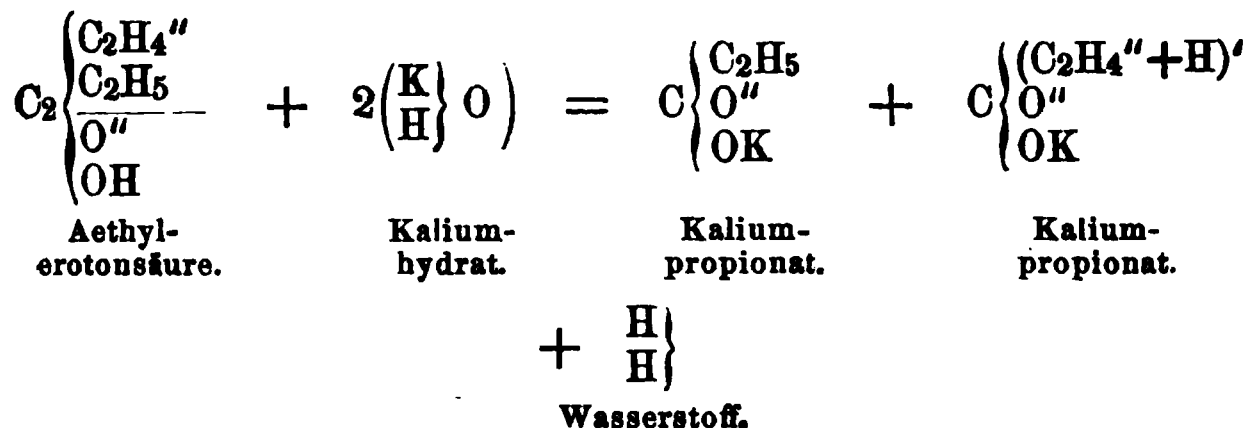 C2 { C2H4″ C2H5 O″ OH + 2( K H } O ) = C { C2H5 O″ OK + C { (C2H4″+H)′ O″ OK
Aethyl- Kalium- Kalium- Kalium-
erotonsäure. hydrat. propionat. propionat.
+ H H }
Wasserstoff.